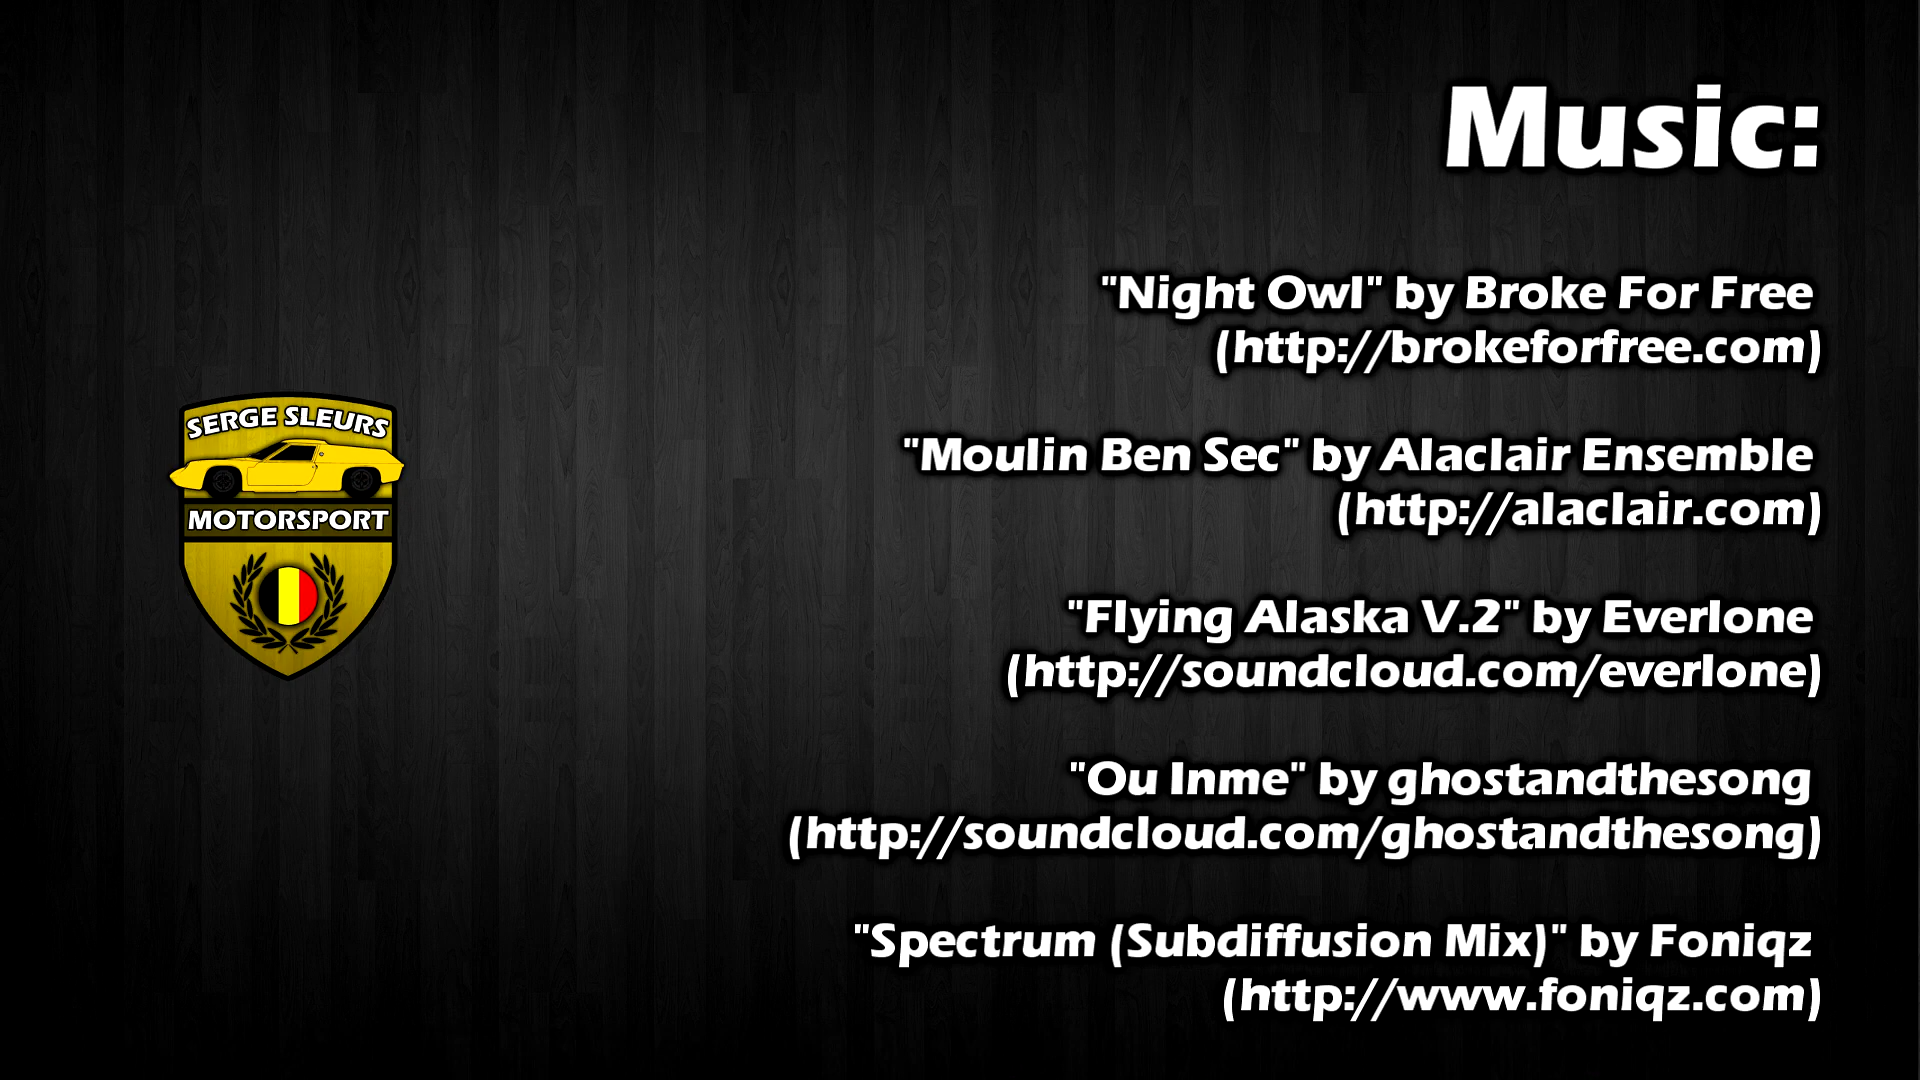 Music:
"Night Owl" by Broke For Free
(http://brokeforfree.com)
"Moulin Ben Sec" by Alaclair Ensemble
(http://alaclair.com)
"Flying Alaska V.2" by Everlone
(http://soundcloud.com/everlone)
"Ou Inme" by ghostandthesong
(http://soundcloud.com/ghostandthesong)
"Spectrum (Subdiffusion Mix)" by Foniqz
(http://www.foniqz.com)
SERGE SLEURS
MOTORSPORT